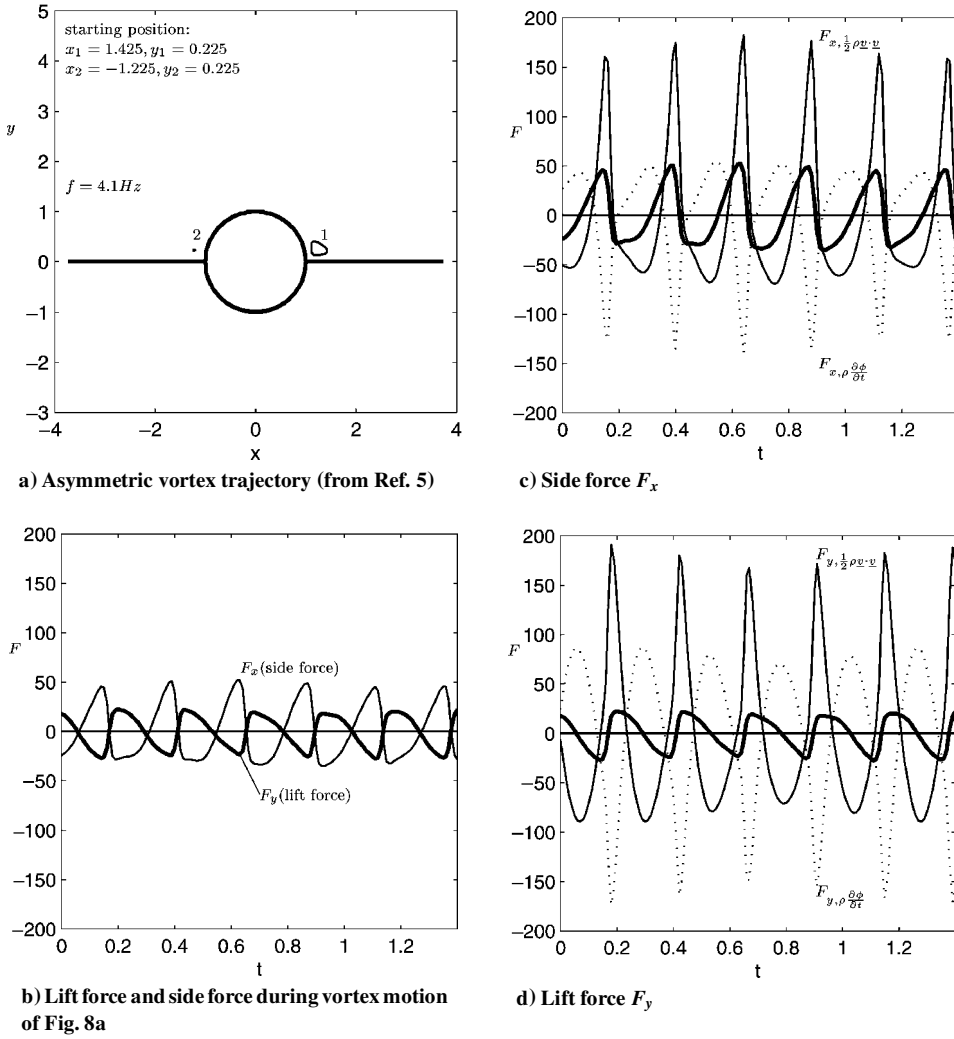 starting position:
x₁ = 1.425, y₁ = 0.225
x₂ = −1.225, y₂ = 0.225
f = 4.1Hz
2
1
5
4
3
2
1
0
−1
−2
−3
y
−4
−2
0
2
4
x
a) Asymmetric vortex trajectory (from Ref. 5)
200
150
100
50
0
−50
−100
−150
−200
F
F_{x, ½ρv·v}
F_{x, ρ∂φ/∂t}
0
0.2
0.4
0.6
0.8
1
1.2
t
c) Side force Fₓ
200
150
100
50
0
−50
−100
−150
−200
F
Fₓ(side force)
F_y(lift force)
0
0.2
0.4
0.6
0.8
1
1.2
t
b) Lift force and side force during vortex motion
of Fig. 8a
200
150
100
50
0
−50
−100
−150
−200
F
F_{y, ½ρv·v}
F_{y, ρ∂φ/∂t}
0
0.2
0.4
0.6
0.8
1
1.2
t
d) Lift force F_y